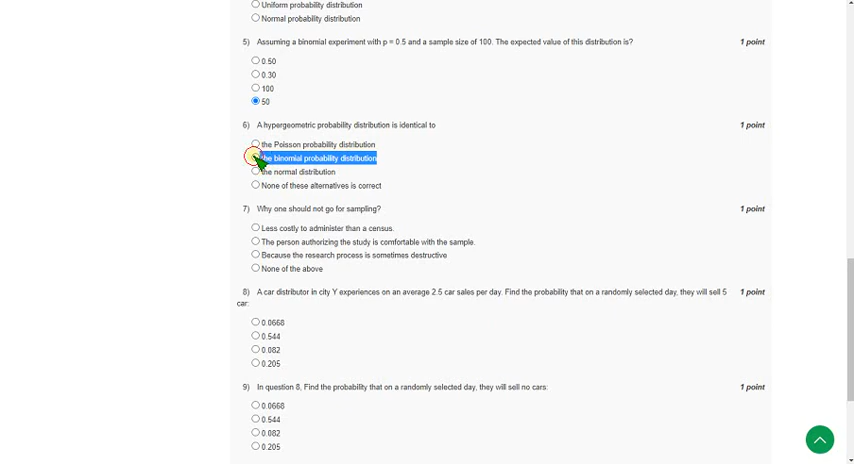 Uniform probability distribution
Normal probability distribution
5) Assuming a binomial experiment with p = 0.5 and a sample size of 100. The expected value of this distribution is? 1 point
0.50
0.30
100
50
6) A hypergeometric probability distribution is identical to 1 point
the Poisson probability distribution
the binomial probability distribution
the normal distribution
None of these alternatives is correct
7) Why one should not go for sampling? 1 point
Less costly to administer than a census.
The person authorizing the study is comfortable with the sample.
Because the research process is sometimes destructive
None of the above
8) A car distributor in city Y experiences on an average 2.5 car sales per day. Find the probability that on a randomly selected day, they will sell 5 1 point
car:
0.0668
0.544
0.082
0.205
9) In question 8, Find the probability that on a randomly selected day, they will sell no cars: 1 point
0.0668
0.544
0.082
0.205